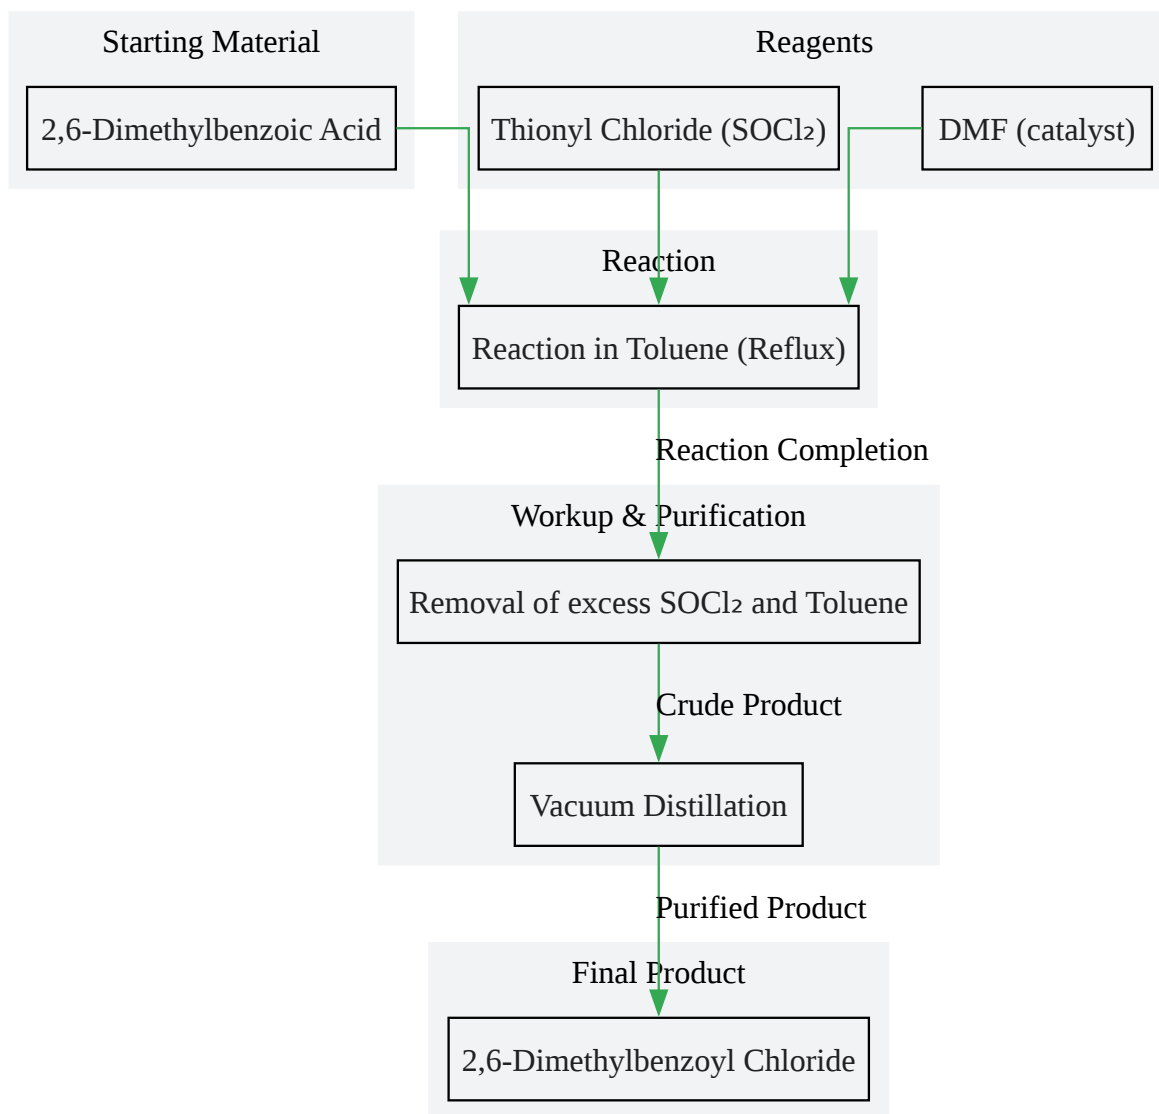 Starting Material
Reagents
2,6-Dimethylbenzoic Acid
Thionyl Chloride (SOCl₂)
DMF (catalyst)
Reaction
Reaction in Toluene (Reflux)
Reaction Completion
Workup & Purification
Removal of excess SOCl₂ and Toluene
Crude Product
Vacuum Distillation
Purified Product
Final Product
2,6-Dimethylbenzoyl Chloride